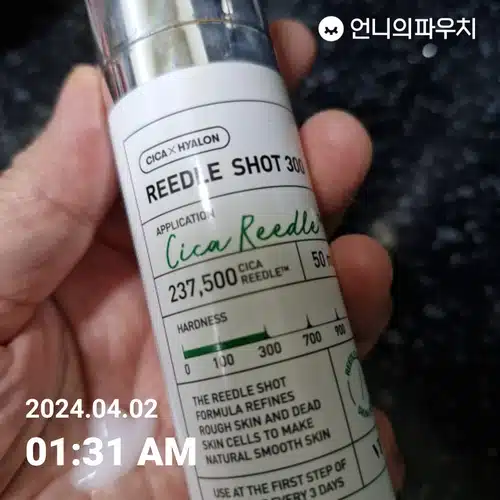 언니의파우치
CICA X HYALON
REEDLE SHOT 300
APPLICATION
Cica Reedle
237,500 CICA REEDLE™
50
HARDNESS
0 100 300 700 900
THE REEDLE SHOT
FORMULA REFINES
ROUGH SKIN AND DEAD
SKIN CELLS TO MAKE
NATURAL SMOOTH SKIN
USE AT THE FIRST STEP OF
EVERY 3 DAYS
2024.04.02
01:31 AM